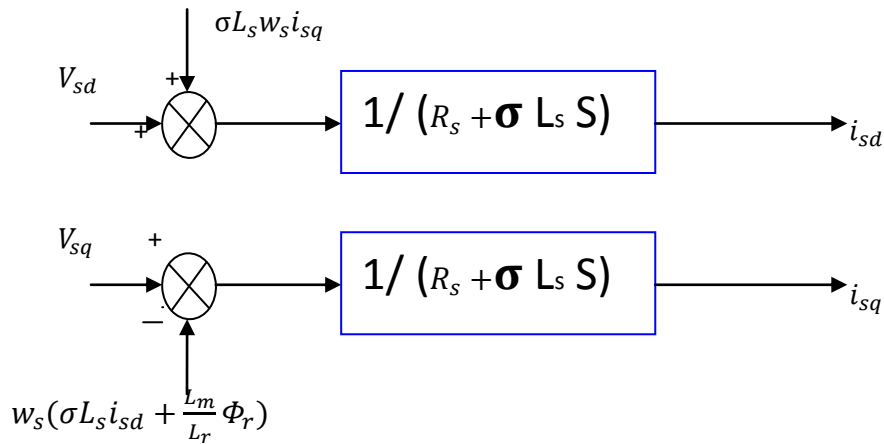 σL_s w_s i_sq
V_sd
+
+
1/ (R_s + σ L_s S)
i_sd
V_sq
+
−
1/ (R_s + σ L_s S)
i_sq
w_s(σL_s i_sd + L_m/L_r Φ_r)